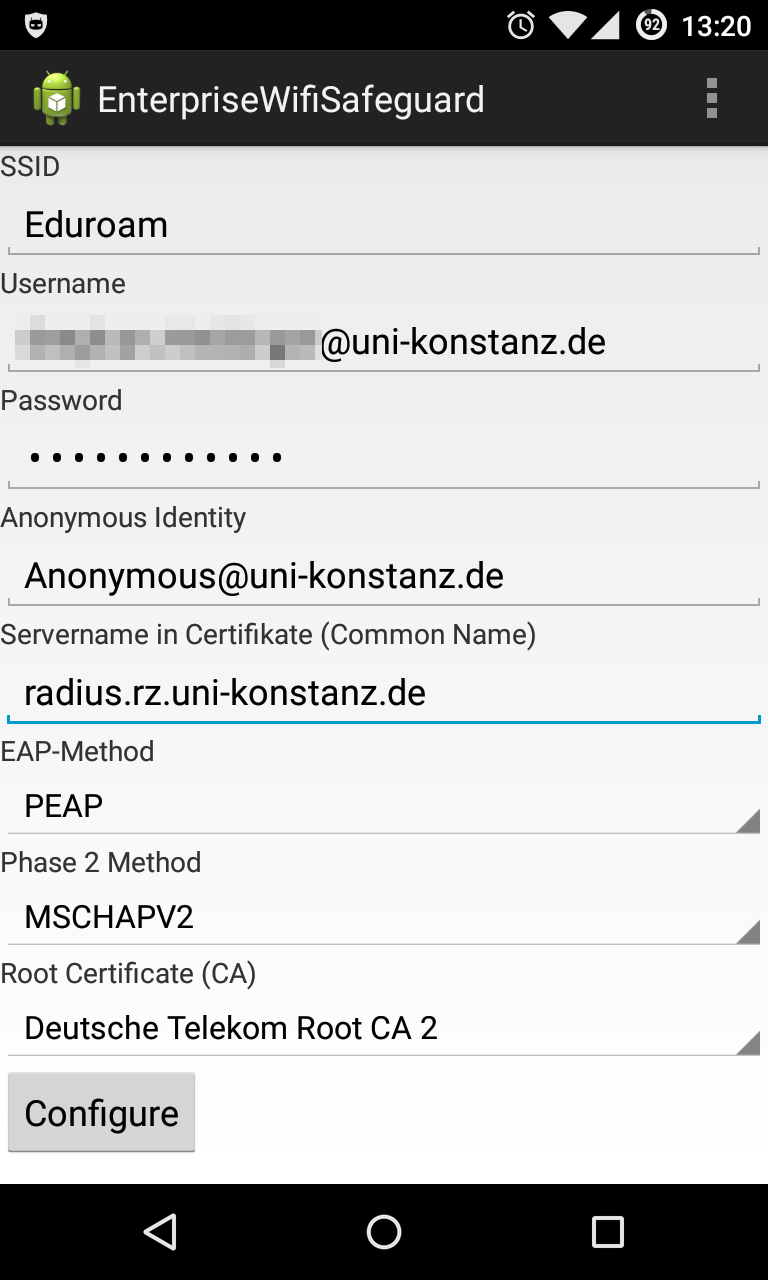 92 13:20
EnterpriseWifiSafeguard
SSID
Eduroam
Username
@uni-konstanz.de
Password
••••••••••••
Anonymous Identity
Anonymous@uni-konstanz.de
Servername in Certifikate (Common Name)
radius.rz.uni-konstanz.de
EAP-Method
PEAP
Phase 2 Method
MSCHAPV2
Root Certificate (CA)
Deutsche Telekom Root CA 2
Configure